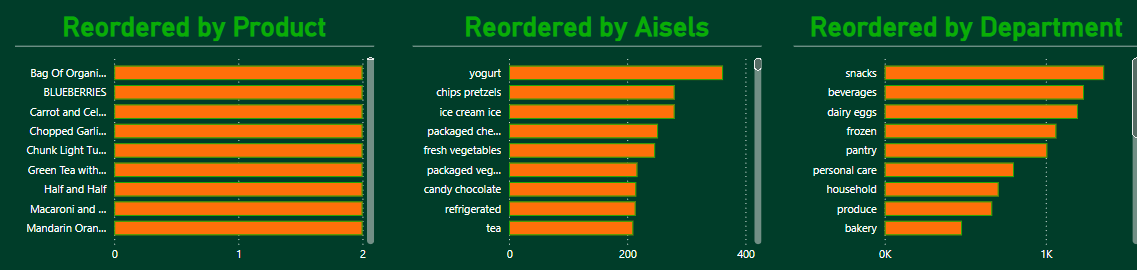 Reordered by Product
Bag Of Organi...
BLUEBERRIES
Carrot and Cel...
Chopped Garli...
Chunk Light Tu...
Green Tea with...
Half and Half
Macaroni and ...
Mandarin Oran...
0 1 2
Reordered by Aisels
yogurt
chips pretzels
ice cream ice
packaged che...
fresh vegetables
packaged veg...
candy chocolate
refrigerated
tea
0 200 400
Reordered by Department
snacks
beverages
dairy eggs
frozen
pantry
personal care
household
produce
bakery
0K 1K